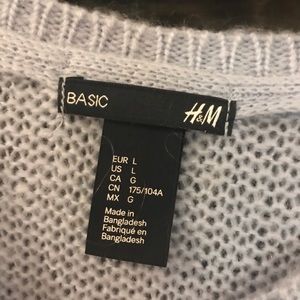 BASIC
H&M
EUR L
US L
CA G
CN 175/104A
MX G
Made in
Bangladesh
Fabriqué en
Bangladesh